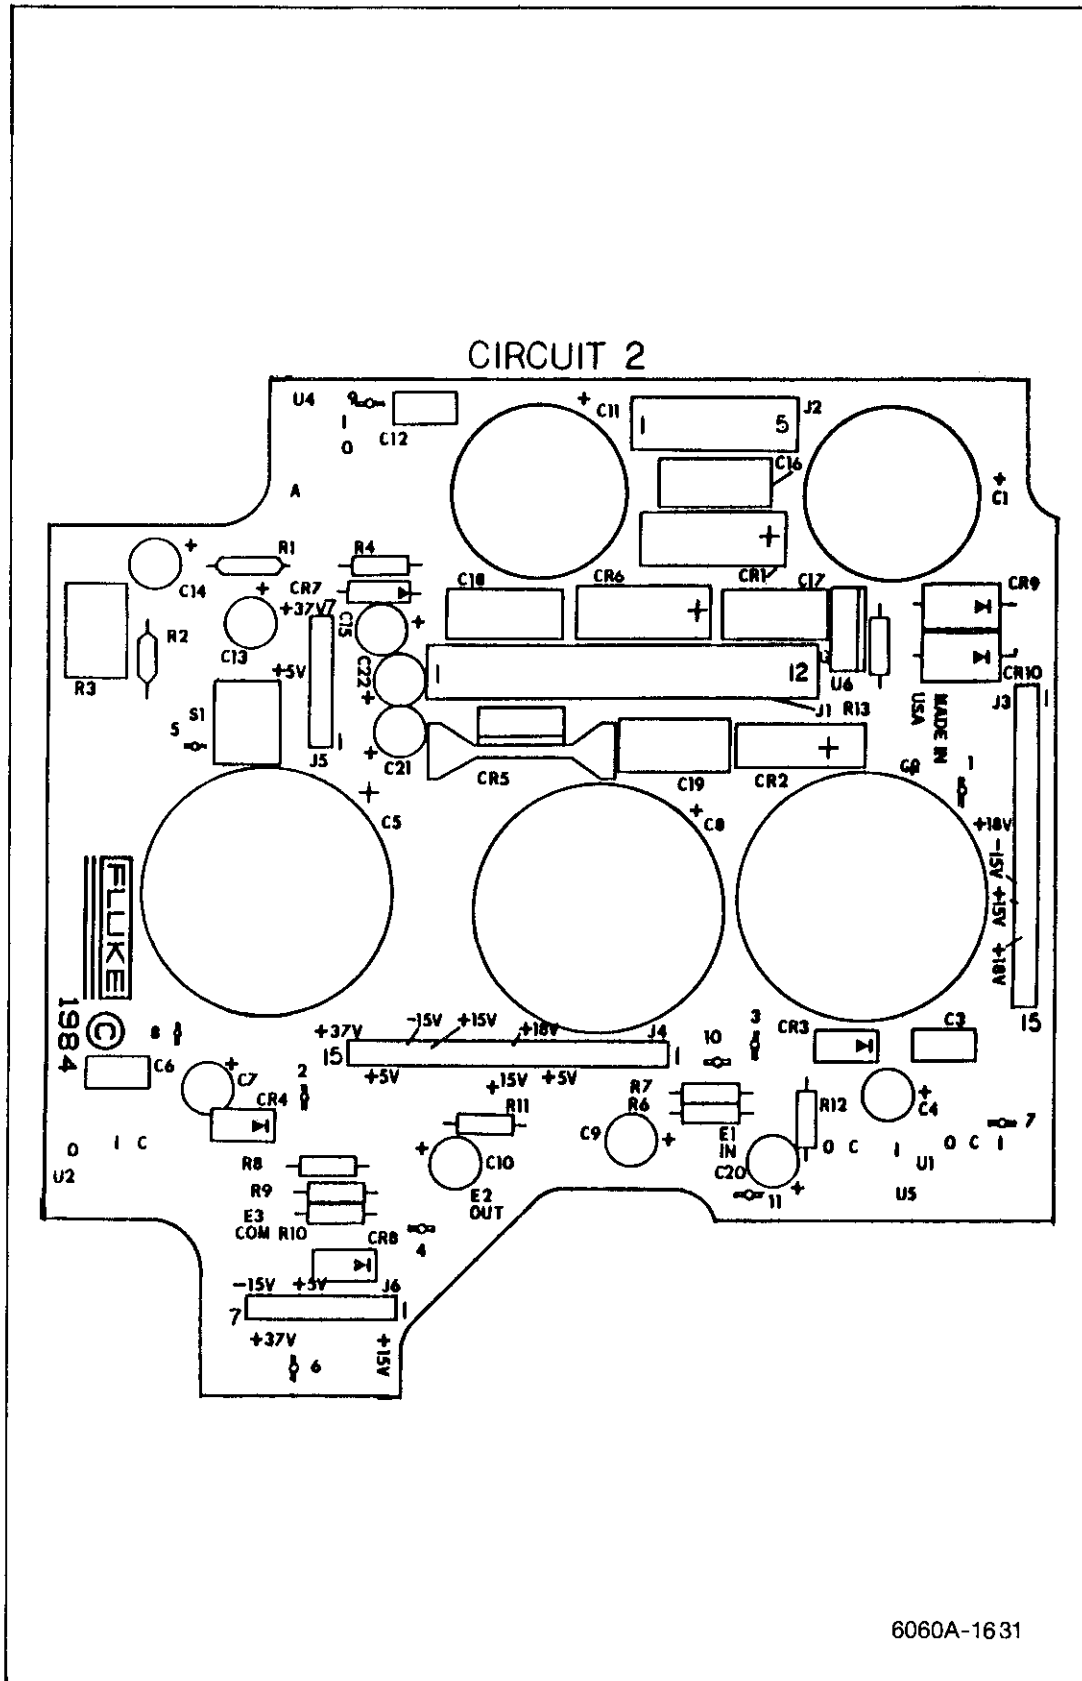 CIRCUIT 2
U4
9
C12
1
O
A
+
C11
1
5
J2
C16
+
C1
+
CR1
C14
+
R1
R4
CR7
C18
CR6
+
C17
CR9
R2
C13
+
+37V
7
C15
+
R3
+5V
C22
+
1
12
U6
CR10
S1
5
J5
1
C21
+
J1
R13
MADE IN
USA
J3
1
CR5
C19
CR2
+
1
C5
+
C8
+
+18V
-15V
+15V
+18V
FLUKE
©
1984
15
8
C6
+37V
-15V
+15V
+18V
J4
15
1
+5V
+15V
+5V
10
3
CR3
C3
2
C7
+
CR4
R11
R7
R6
R12
C4
+
7
O
I C
U2
R8
+
C10
C9
+
E1
IN
C20
+
O C
I
O C I
U1
U5
11
R9
E3
COM
R10
E2
OUT
CR8
4
-15V
+5V
J6
7
1
+37V
+15V
6
6060A-1631